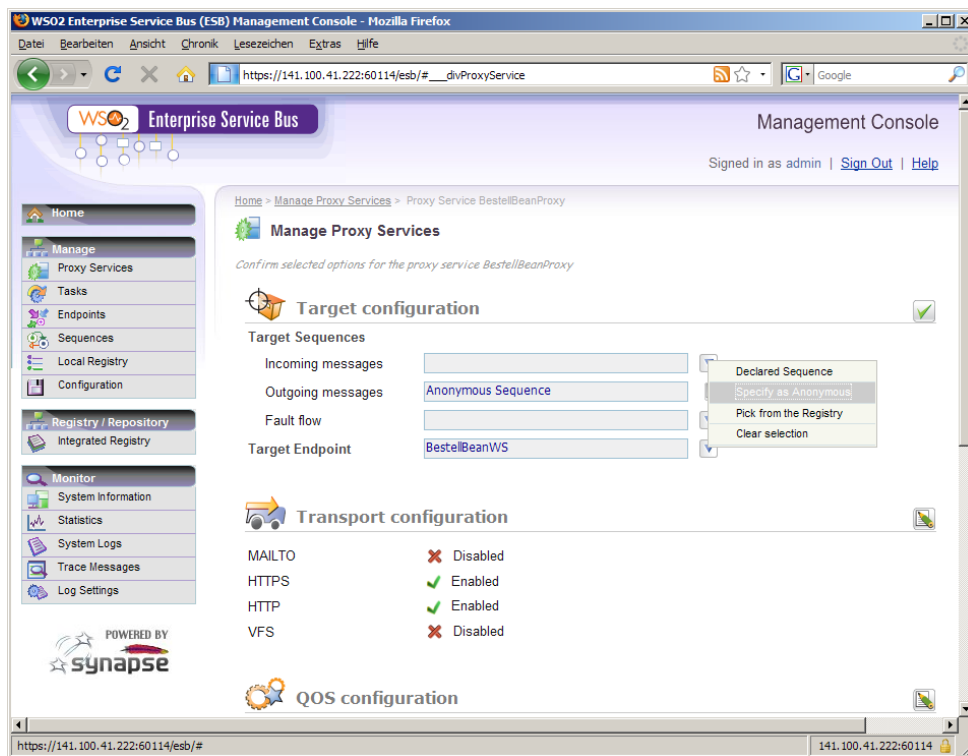 WSO2 Enterprise Service Bus (ESB) Management Console - Mozilla Firefox
Datei Bearbeiten Ansicht Chronik Lesezeichen Extras Hilfe
https://141.100.41.222:60114/esb/#___divProxyService
G Google
WSO2 Enterprise Service Bus
Management Console
Signed in as admin | Sign Out | Help
Home > Manage Proxy Services > Proxy Service BestellBeanProxy
Manage Proxy Services
Confirm selected options for the proxy service BestellBeanProxy
Home
Manage
Proxy Services
Tasks
Endpoints
Sequences
Local Registry
Configuration
Registry / Repository
Integrated Registry
Monitor
System Information
Statistics
System Logs
Trace Messages
Log Settings
POWERED BY
synapse
Target configuration
Target Sequences
Incoming messages
Outgoing messages Anonymous Sequence
Fault flow
Target Endpoint BestellBeanWS
Declared Sequence
Specify as Anonymous
Pick from the Registry
Clear selection
Transport configuration
MAILTO Disabled
HTTPS Enabled
HTTP Enabled
VFS Disabled
QOS configuration
https://141.100.41.222:60114/esb/#
141.100.41.222:60114